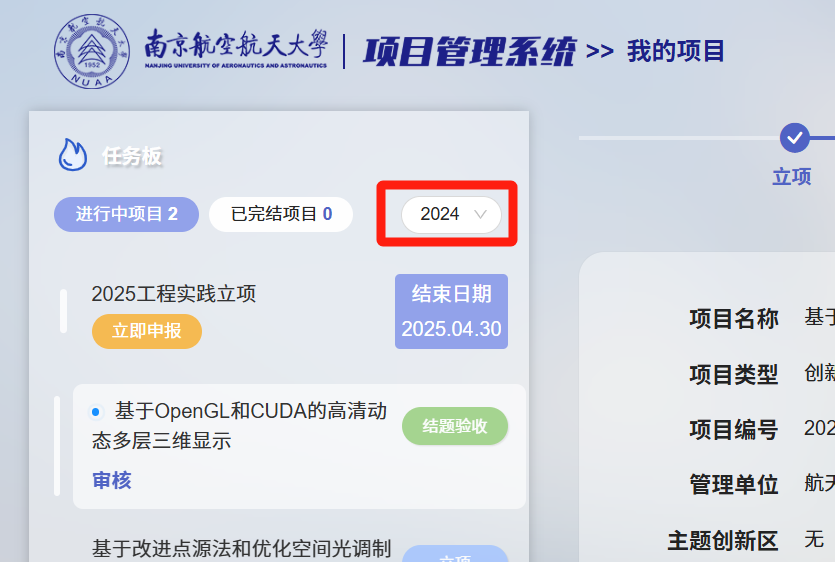 南京航空航天大學
NANJING UNIVERSITY OF AERONAUTICS AND ASTRONAUTICS
1952
NUAA
项目管理系统 >> 我的项目
任务板
进行中项目 2
已完结项目 0
2024
2025工程实践立项
立即申报
结束日期
2025.04.30
基于OpenGL和CUDA的高清动
态多层三维显示
结题验收
审核
基于改进点源法和优化空间光调制
立项
立项
项目名称 基于
项目类型 创新
项目编号 202
管理单位 航天
主题创新区 无